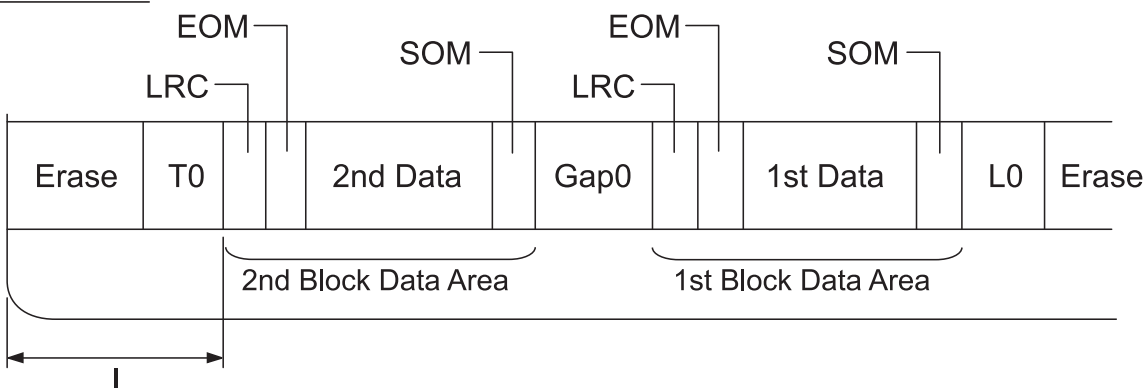 EOM EOM
SOM SOM
LRC LRC
Erase T0 2nd Data Gap0 1st Data L0 Erase
2nd Block Data Area 1st Block Data Area